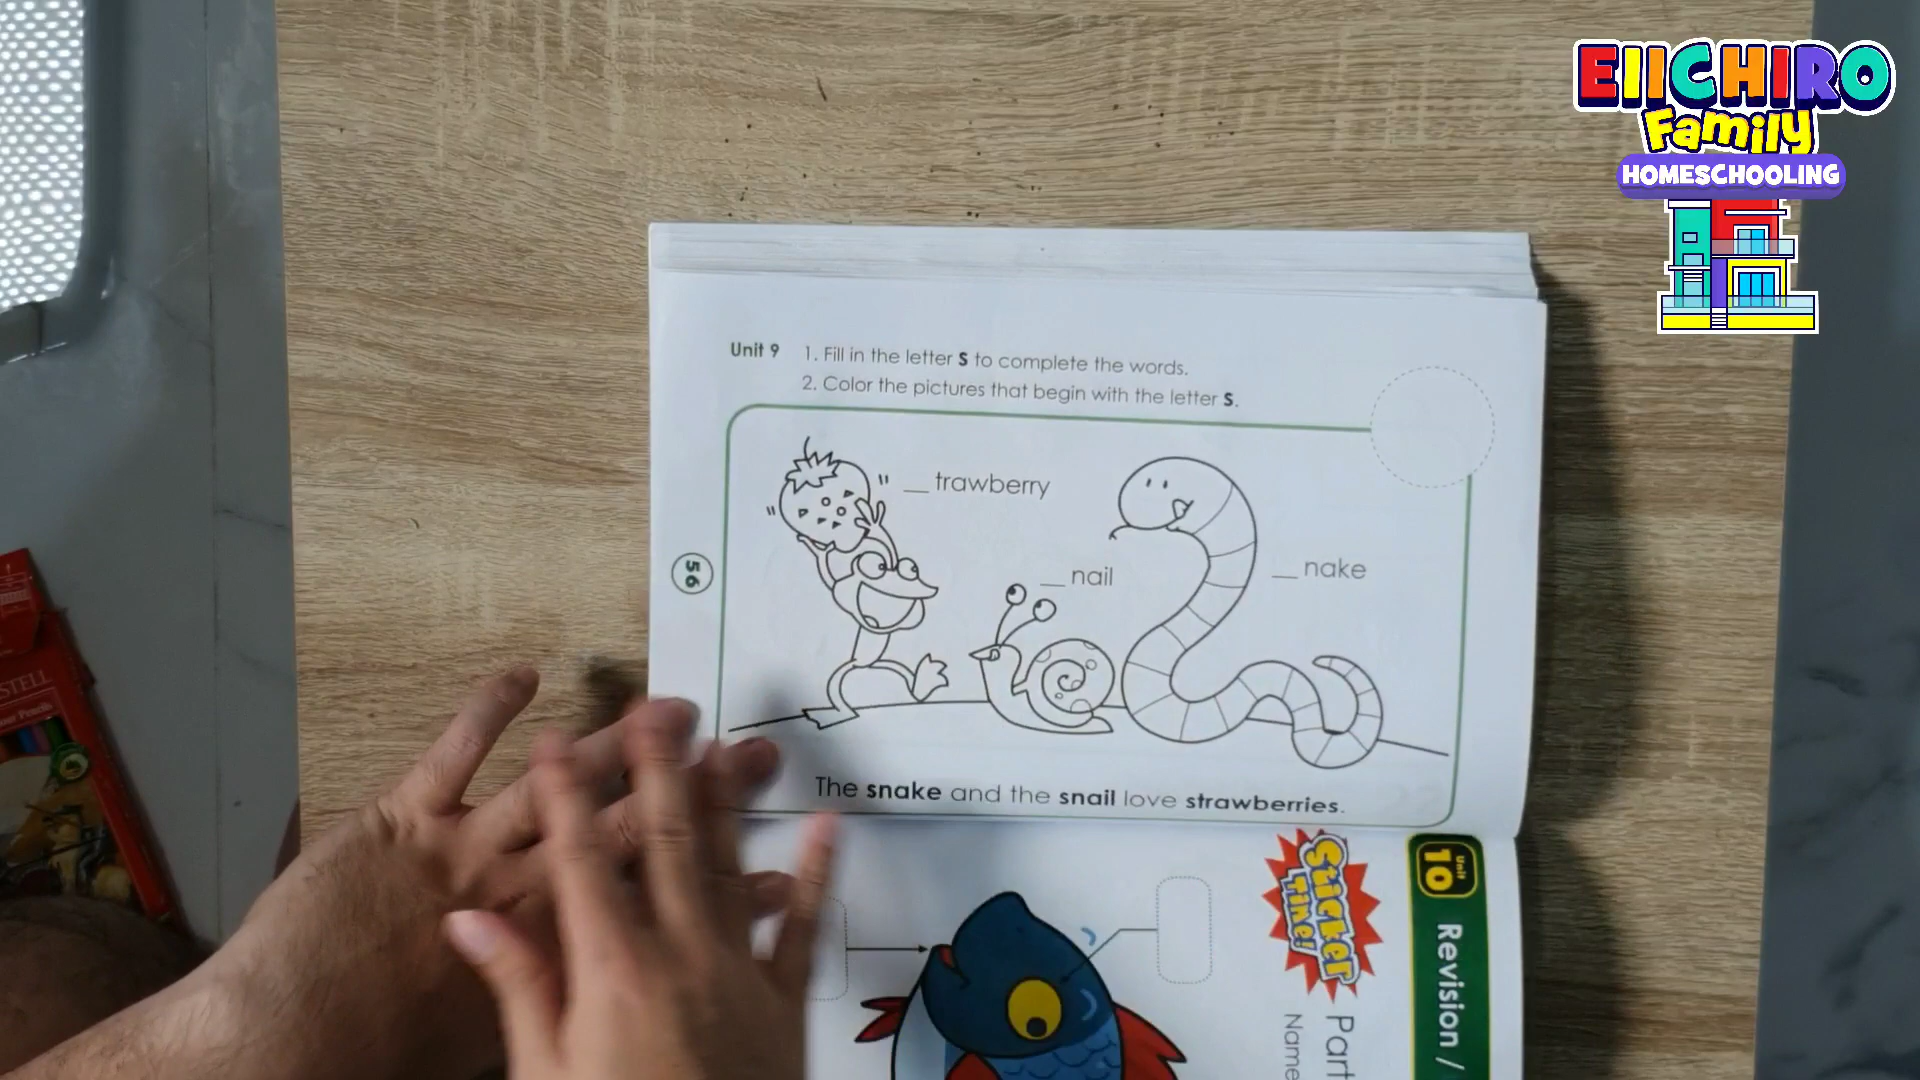 EIICHIRO
Family
HOMESCHOOLING
Unit 9
1. Fill in the letter S to complete the words.
2. Color the pictures that begin with the letter S.
__ trawberry
__ nail
__ nake
56
The snake and the snail love strawberries.
Sticker
Time!
Unit
10
Revision /
Part
Name